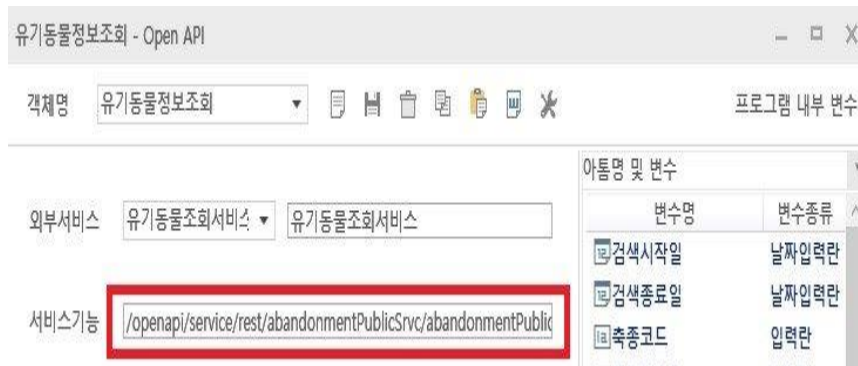 유기동물정보조회 - Open API
객체명 유기동물정보조회 프로그램 내부 변수
아톰명 및 변수
외부서비스 유기동물조회서비스 유기동물조회서비스
변수명 변수종류
검색시작일 날짜입력란
검색종료일 날짜입력란
서비스기능 /openapi/service/rest/abandonmentPublicSrvc/abandonmentPublic
축종코드 입력란